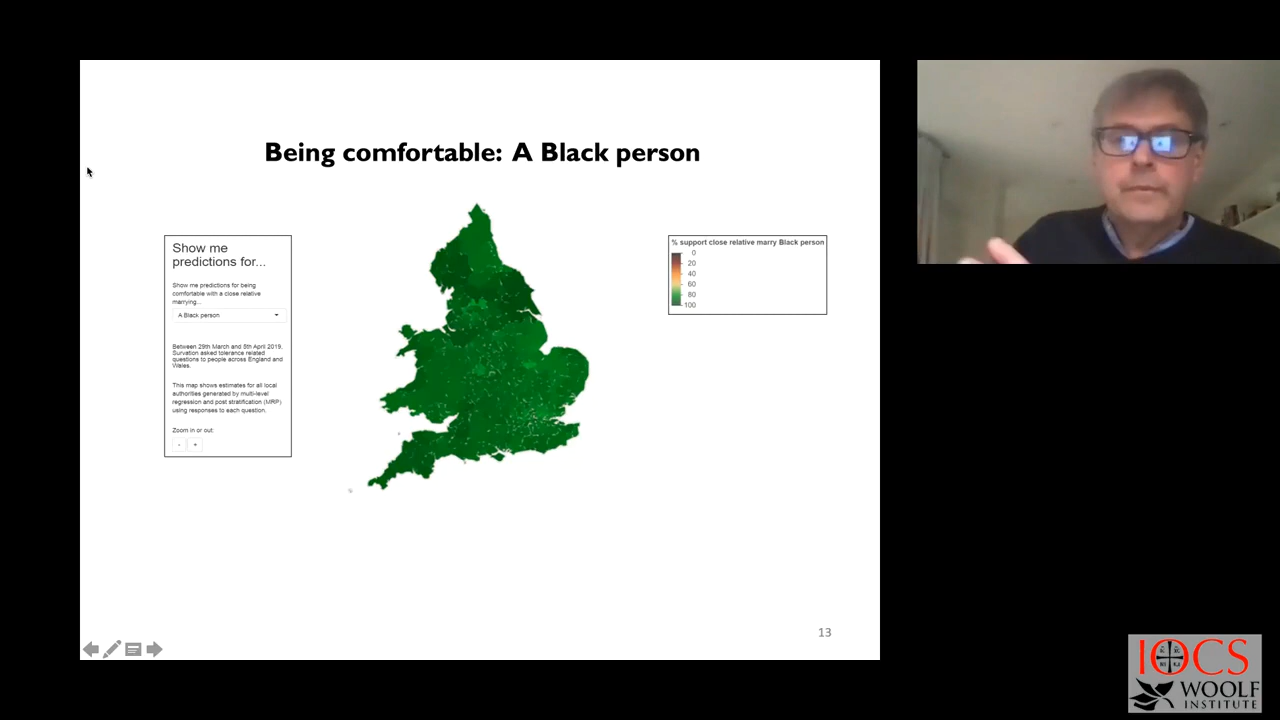 Being comfortable: A Black person
Show me
predictions for...
Show me predictions for being
comfortable with a close relative
marrying...
A Black person
Between 29th March and 5th April 2019,
Survation asked tolerance related
questions to people across England and
Wales.
This map shows estimates for all local
authorities generated by multi-level
regression and post stratification (MRP)
using responses to each question.
Zoom in or out:
- +
% support close relative marry Black person
0
20
40
60
80
100
13
IOCS
WOOLF
INSTITUTE